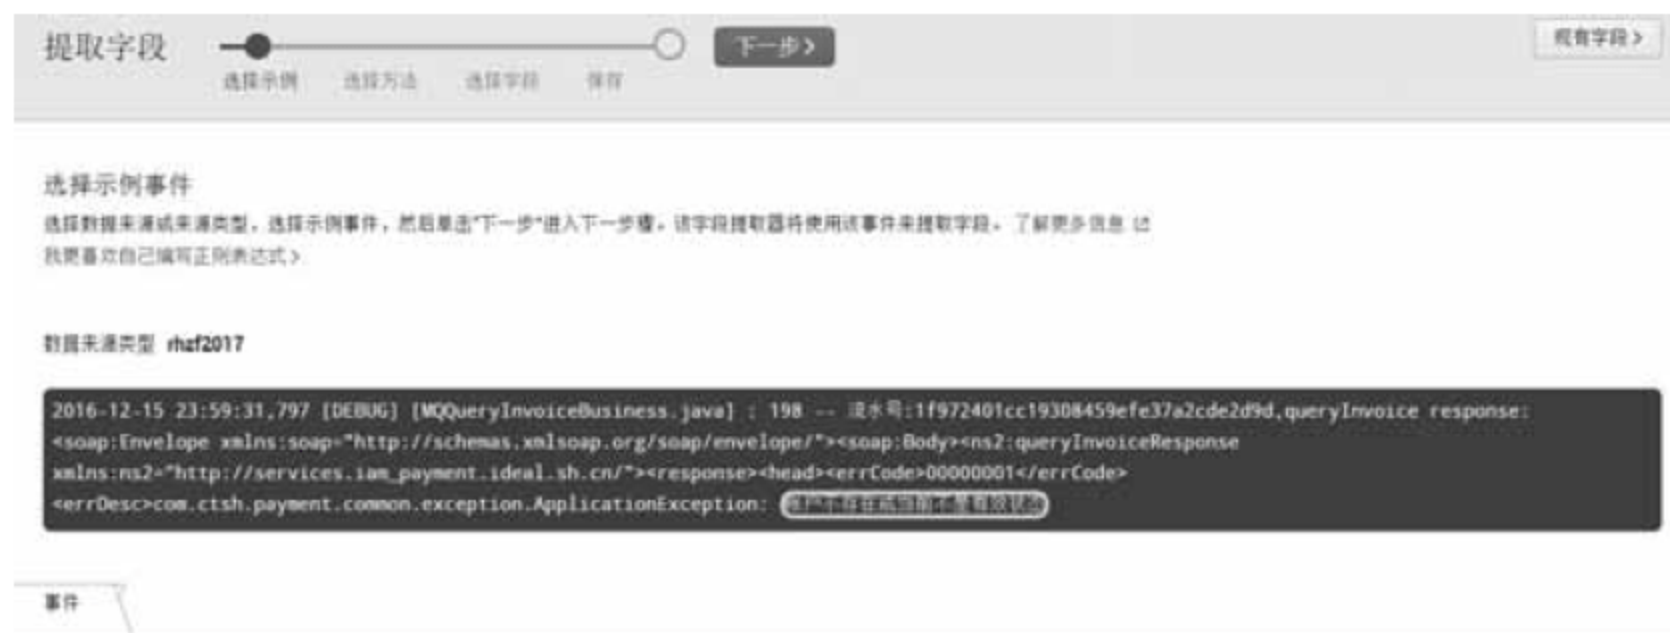 提取字段
下一步>
现有字段>
选择示例
选择方法
选择字段
保存
选择示例事件
选择数据来源或来源类型，选择示例事件，然后单击"下一步"进入下一步骤。该字段提取器将使用该事件来提取字段。了解更多信息
我更喜欢自己编写正则表达式>
数据来源类型 rhzf2017
2016-12-15 23:59:31,797 [DEBUG] [MQQueryInvoiceBusiness.java] : 198 -- 流水号:1f972401cc19308459efe37a2cde2d9d,queryInvoice response:
<soap:Envelope xmlns:soap="http://schemas.xmlsoap.org/soap/envelope/"><soap:Body><ns2:queryInvoiceResponse
xmlns:ns2="http://services.iam_payment.ideal.sh.cn/"><response><head><errCode>00000001</errCode>
<errDesc>com.ctsh.payment.common.exception.ApplicationException:
事件